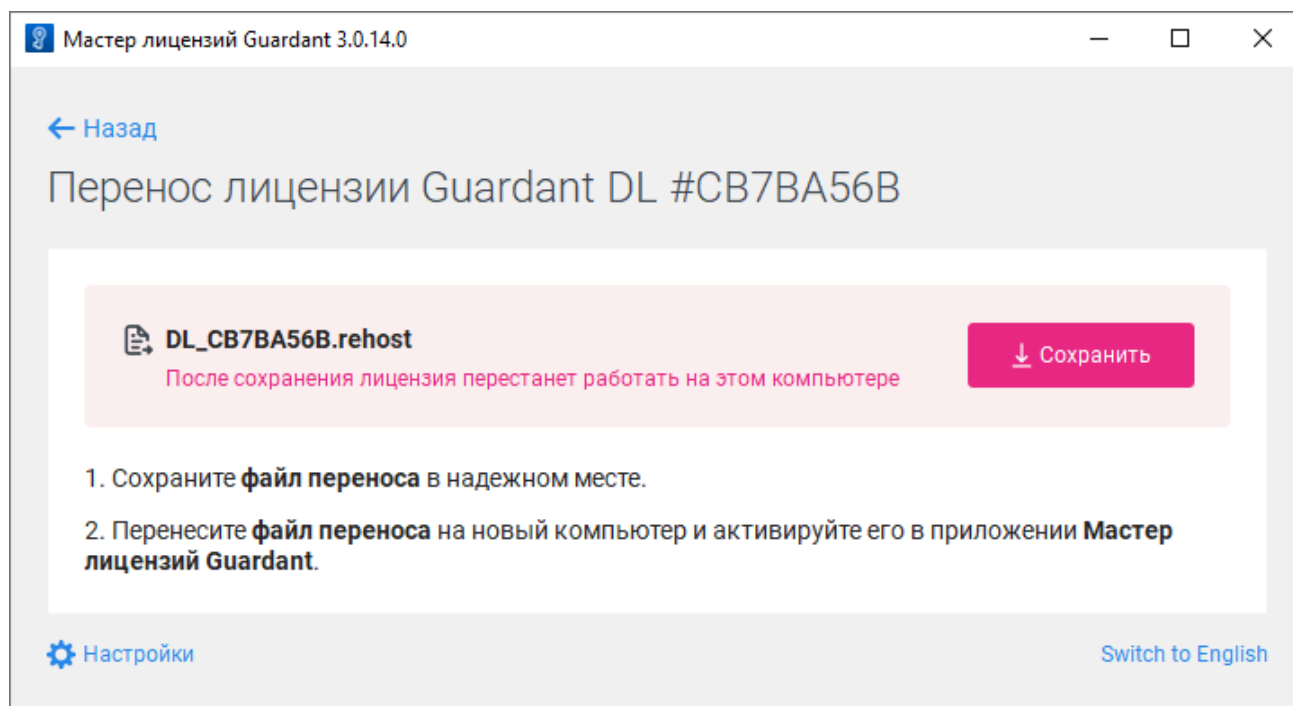 Мастер лицензий Guardant 3.0.14.0
Назад
Перенос лицензии Guardant DL #CB7BA56B
DL_CB7BA56B.rehost
После сохранения лицензия перестанет работать на этом компьютере
Сохранить
1. Сохраните файл переноса в надежном месте.
2. Перенесите файл переноса на новый компьютер и активируйте его в приложении Мастер
лицензий Guardant.
Настройки
Switch to English